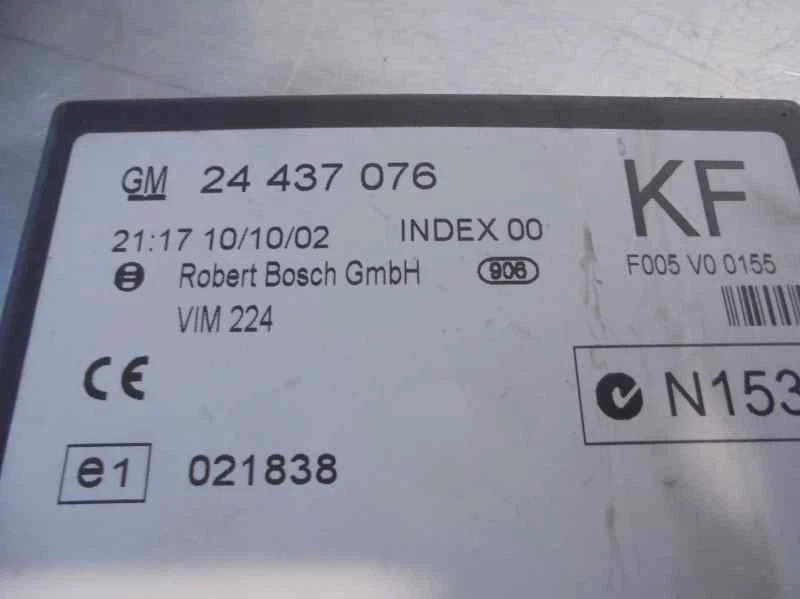 GM 24 437 076
KF
21:17 10/10/02 INDEX 00
F005 V0 0155
Robert Bosch GmbH 906
VIM 224
CE
N153
e1 021838